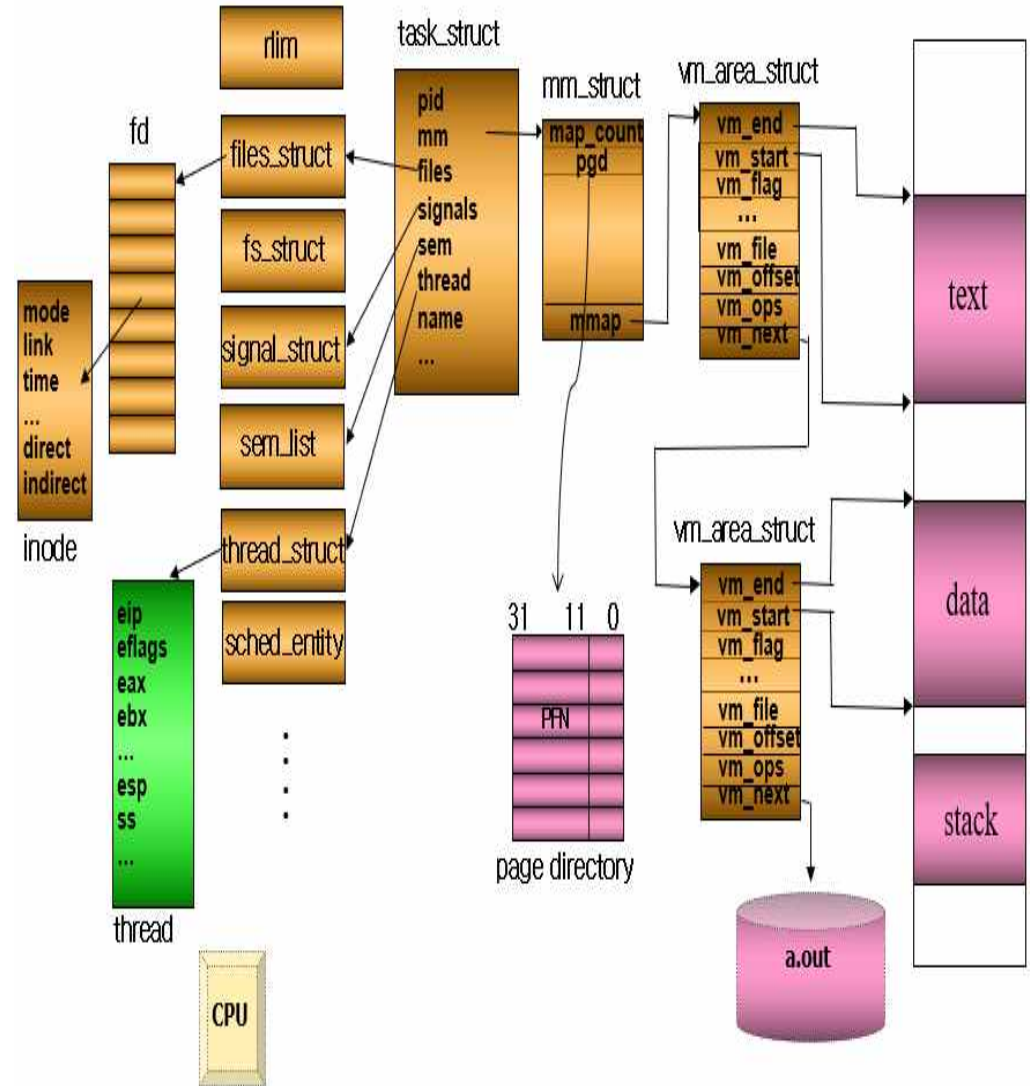 rlim
files_struct
fs_struct
signal_struct
sem_list
thread_struct
sched_entity
fd
mode
link
time
...
direct
indirect
inode
eip
eflags
eax
ebx
...
esp
ss
...
thread
CPU
task_struct
pid
mm
files
signals
sem
thread
name
...
mm_struct
map_count
pgd
mmap
31 11 0
PFN
page directory
vm_area_struct
vm_end
vm_start
vm_flag
...
vm_file
vm_offset
vm_ops
vm_next
vm_area_struct
vm_end
vm_start
vm_flag
...
vm_file
vm_offset
vm_ops
vm_next
a.out
text
data
stack